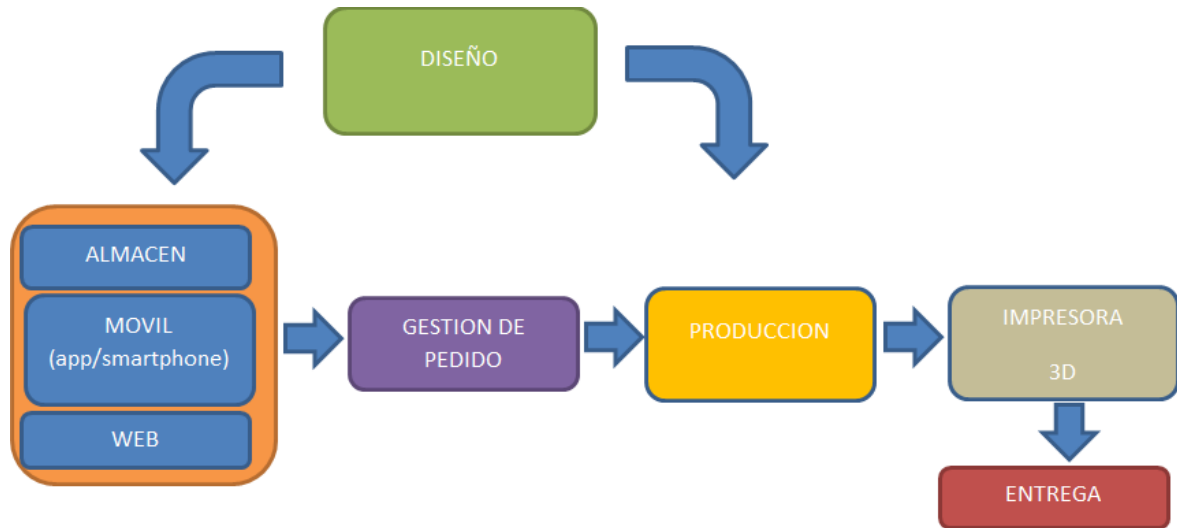 DISEÑO
ALMACEN
MOVIL
(app/smartphone)
WEB
GESTION DE
PEDIDO
PRODUCCION
IMPRESORA
3D
ENTREGA